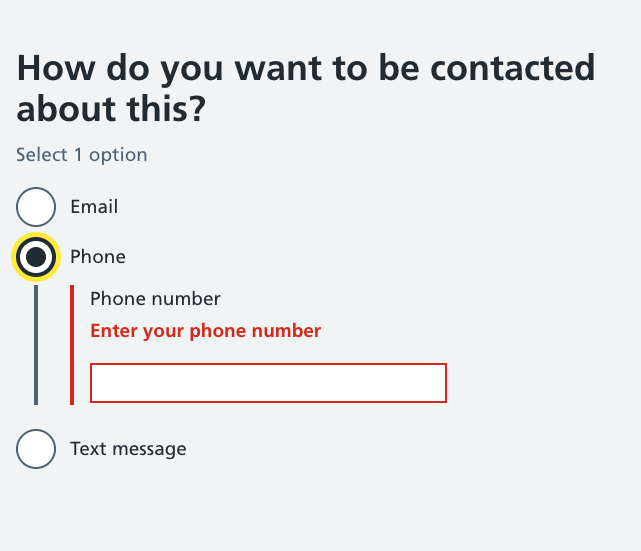 How do you want to be contacted
about this?
Select 1 option
Email
Phone
Phone number
Enter your phone number
Text message